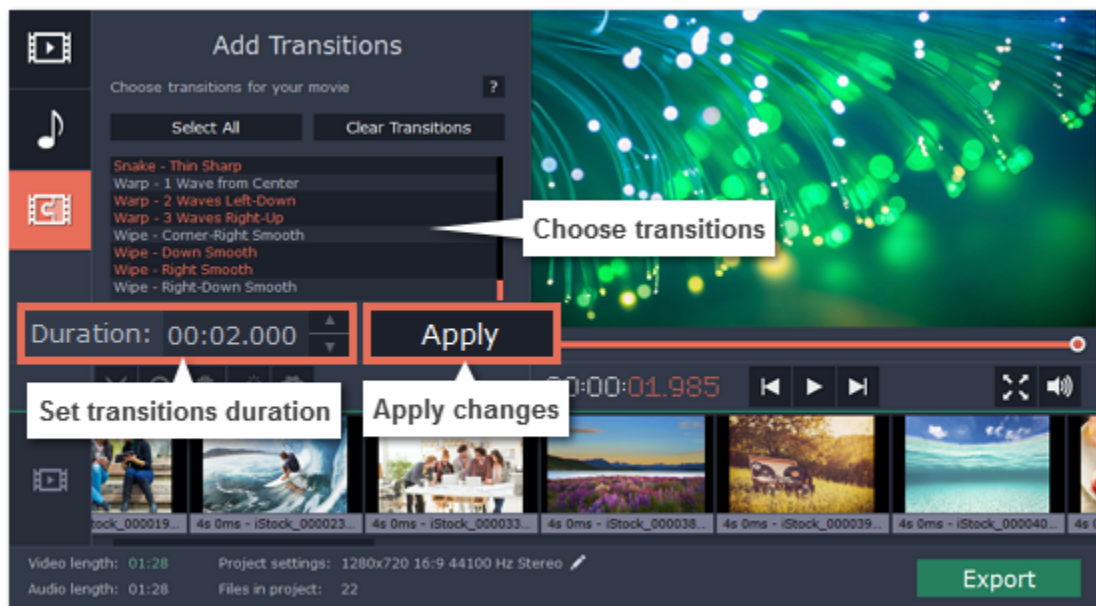 Add Transitions
Choose transitions for your movie ?
Select All Clear Transitions
Snake - Thin Sharp
Warp - 1 Wave from Center
Warp - 2 Waves Left-Down
Warp - 3 Waves Right-Up
Wipe - Corner-Right Smooth
Wipe - Down Smooth
Wipe - Right Smooth
Wipe - Right-Down Smooth
Choose transitions
Duration: 00:02.000 Apply
Set transitions duration
Apply changes
00:00:01.985
tock_000019...
4s 0ms - iStock_000023...
4s 0ms - iStock_000033...
4s 0ms - iStock_000038...
4s 0ms - iStock_000039...
4s 0ms - iStock_000040...
4s
Video length: 01:28 Project settings: 1280x720 16:9 44100 Hz Stereo
Audio length: 01:28 Files in project: 22
Export